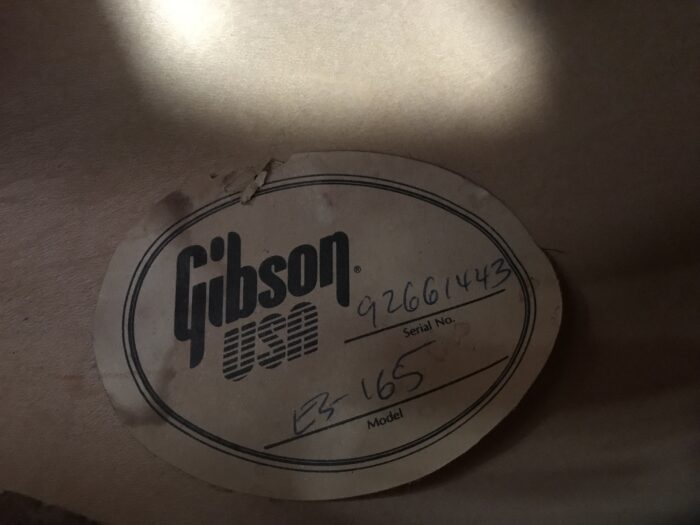 Gibson®
USA
92661443
Serial No.
ES-165
Model